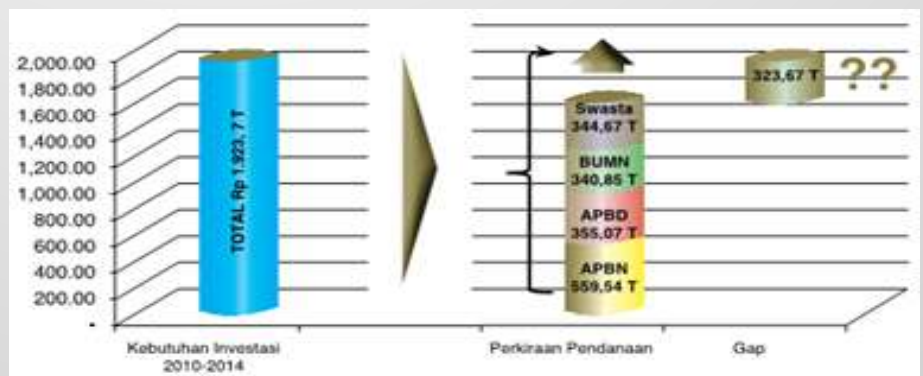 2,000.00
1,800.00
1,600.00
1,400.00
1,200.00
1,000.00
800.00
600.00
400.00
200.00
-
TOTAL Rp 1.923, 7 T
Swasta
344,67 T
BUMN
340,85 T
APBD
355,07 T
APBN
559,54 T
323,67 T
??
Kebutuhan Investasi
2010-2014
Perkiraan Pendanaan
Gap